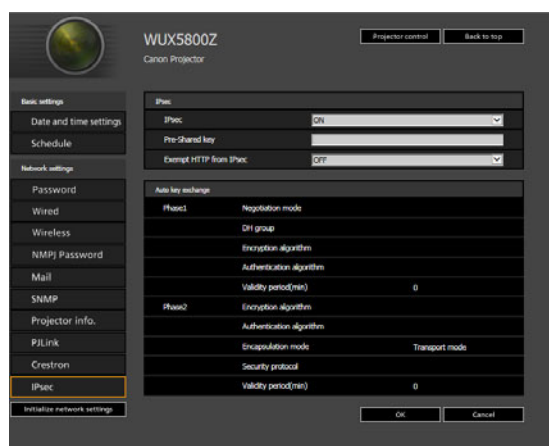 WUX5800Z
Canon Projector
Projector control
Back to top
Basic settings
Date and time settings
Schedule
Network settings
Password
Wired
Wireless
NMPJ Password
Mail
SNMP
Projector info.
PJLink
Crestron
IPsec
Initialize network settings
IPsec
IPsec ON
Pre-Shared key
Exempt HTTP from IPsec OFF
Auto key exchange
Phase1 Negotiation mode
DH group
Encryption algorithm
Authentication algorithm
Validity period(min) 0
Phase2 Encryption algorithm
Authentication algorithm
Encapsulation mode Transport mode
Security protocol
Validity period(min) 0
OK Cancel